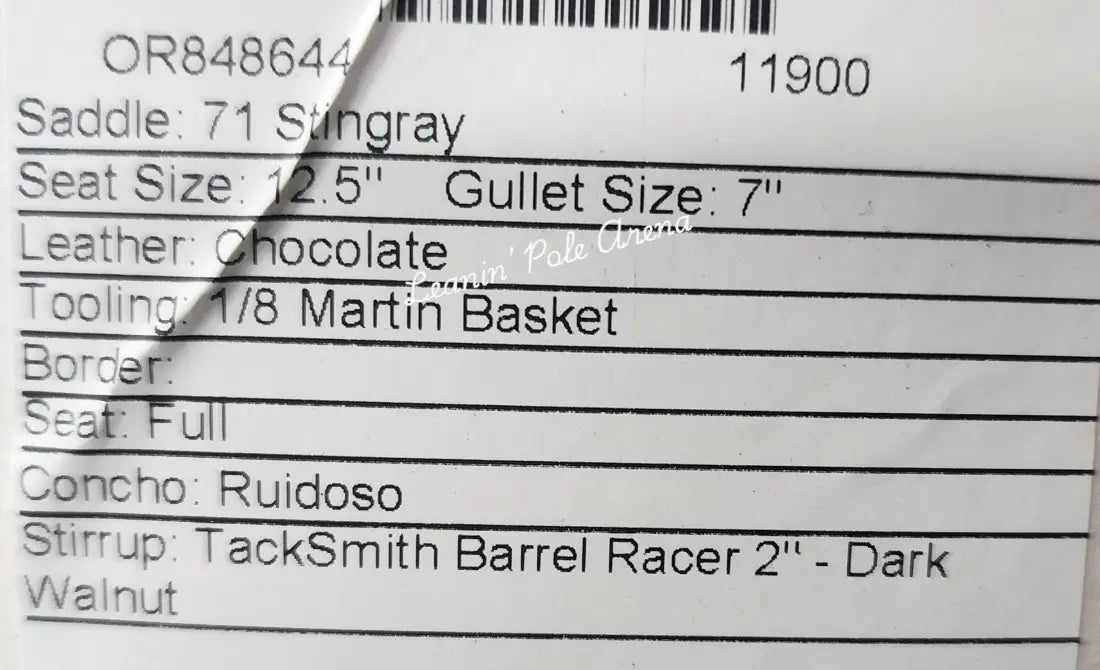 OR848644
11900
Saddle: 71 Stingray
Seat Size: 12.5" Gullet Size: 7"
Leather: Chocolate
Leanin' Pole Arena
Tooling: 1/8 Martin Basket
Border:
Seat: Full
Concho: Ruidoso
Stirrup: TackSmith Barrel Racer 2" - Dark
Walnut